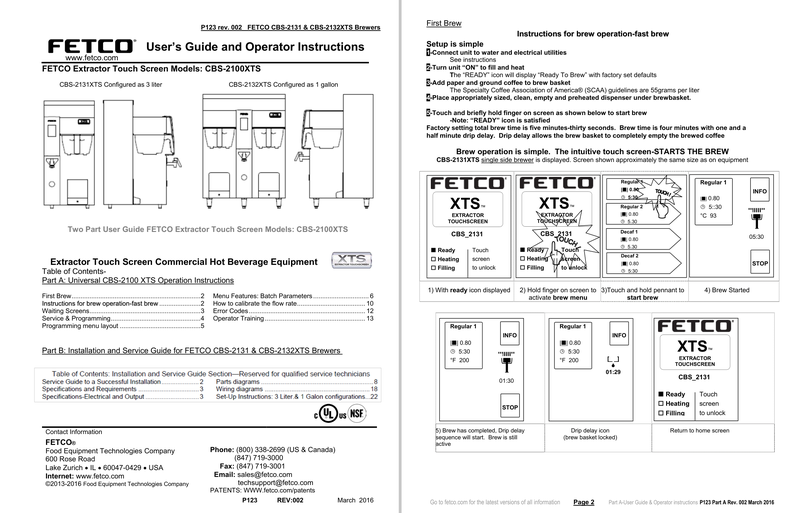 P123 rev. 002 FETCO CBS-2131 & CBS-2132XTS Brewers
FETCO®
www.fetco.com
User's Guide and Operator Instructions
FETCO Extractor Touch Screen Models: CBS-2100XTS
CBS-2131XTS Configured as 3 liter
CBS-2132XTS Configured as 1 gallon
Two Part User Guide FETCO Extractor Touch Screen Models: CBS-2100XTS
Extractor Touch Screen Commercial Hot Beverage Equipment
XTS
EXTRACTOR TOUCHSCREEN
Table of Contents-
Part A: Universal CBS-2100 XTS Operation Instructions
First Brew 2
Instructions for brew operation-fast brew 2
Waiting Screens 3
Service & Programming 4
Programming menu layout 5
Menu Features: Batch Parameters 6
How to calibrate the flow rate 10
Error Codes 12
Operator Training 13
Part B: Installation and Service Guide for FETCO CBS-2131 & CBS-2132XTS Brewers
Table of Contents: Installation and Service Guide Section—Reserved for qualified service technicians
Service Guide to a Successful Installation 2
Specifications and Requirements 3
Specifications-Electrical and Output 3
Parts diagrams 8
Wiring diagrams 18
Set-Up Instructions: 3 Liter & 1 Galon configurations 22
C UL US NSF
Contact Information
FETCO®
Food Equipment Technologies Company
600 Rose Road
Lake Zurich • IL • 60047-0429 • USA
Internet: www.fetco.com
©2013-2016 Food Equipment Technologies Company
Phone: (800) 338-2699 (US & Canada)
(847) 719-3000
Fax: (847) 719-3001
Email: sales@fetco.com
techsupport@fetco.com
PATENTS: WWW.fetco.com/patents
P123 REV:002 March 2016
First Brew
Instructions for brew operation-fast brew
Setup is simple
1-Connect unit to water and electrical utilities
See instructions
2-Turn unit "ON" to fill and heat
The "READY" icon will display "Ready To Brew" with factory set defaults
3-Add paper and ground coffee to brew basket
The Specialty Coffee Association of America® (SCAA) guidelines are 55grams per liter
4-Place appropriately sized, clean, empty and preheated dispenser under brewbasket.
5-Touch and briefly hold finger on screen as shown below to start brew
-Note: "READY" icon is satisfied
Factory setting total brew time is five minutes-thirty seconds. Brew time is four minutes with one and a
half minute drip delay. Drip delay allows the brew basket to completely empty the brewed coffee
Brew operation is simple. The intuitive touch screen-STARTS THE BREW
CBS-2131XTS single side brewer is displayed. Screen shown approximately the same size as on equipment
FETCO®
XTS™
EXTRACTOR
TOUCHSCREEN
CBS_2131
Ready
Heating
Filling
Touch
screen
to unlock
FETCO®
XTS™
EXTRACTOR
TOUCHSCREEN
CBS_2131
TOUCH
Ready
Heating
Filling
Touch
screen
to unlock
Regular 1
0.80
5:30
TOUCH
Regular 2
0.80
5.30
Decaf 1
0.80
5:30
Decaf 2
0.80
5:30
Regular 1
0.80
5:30
°C 93
INFO
05:30
STOP
1) With ready icon displayed
2) Hold finger on screen to
activate brew menu
3)Touch and hold pennant to
start brew
4) Brew Started
Regular 1
0.80
5:30
°F 200
INFO
01:30
STOP
Regular 1
0.80
5:30
°F 200
INFO
01:29
FETCO®
XTS™
EXTRACTOR
TOUCHSCREEN
CBS_2131
Ready
Heating
Filling
Touch
screen
to unlock
5) Brew has completed, Drip delay
sequence will start. Brew is still
active
Drip delay icon
(brew basket locked)
Return to home screen
Go to fetco.com for the latest versions of all information Page 2 Part A-User Guide & Operator instructions P123 Part A Rev. 002 March 2016